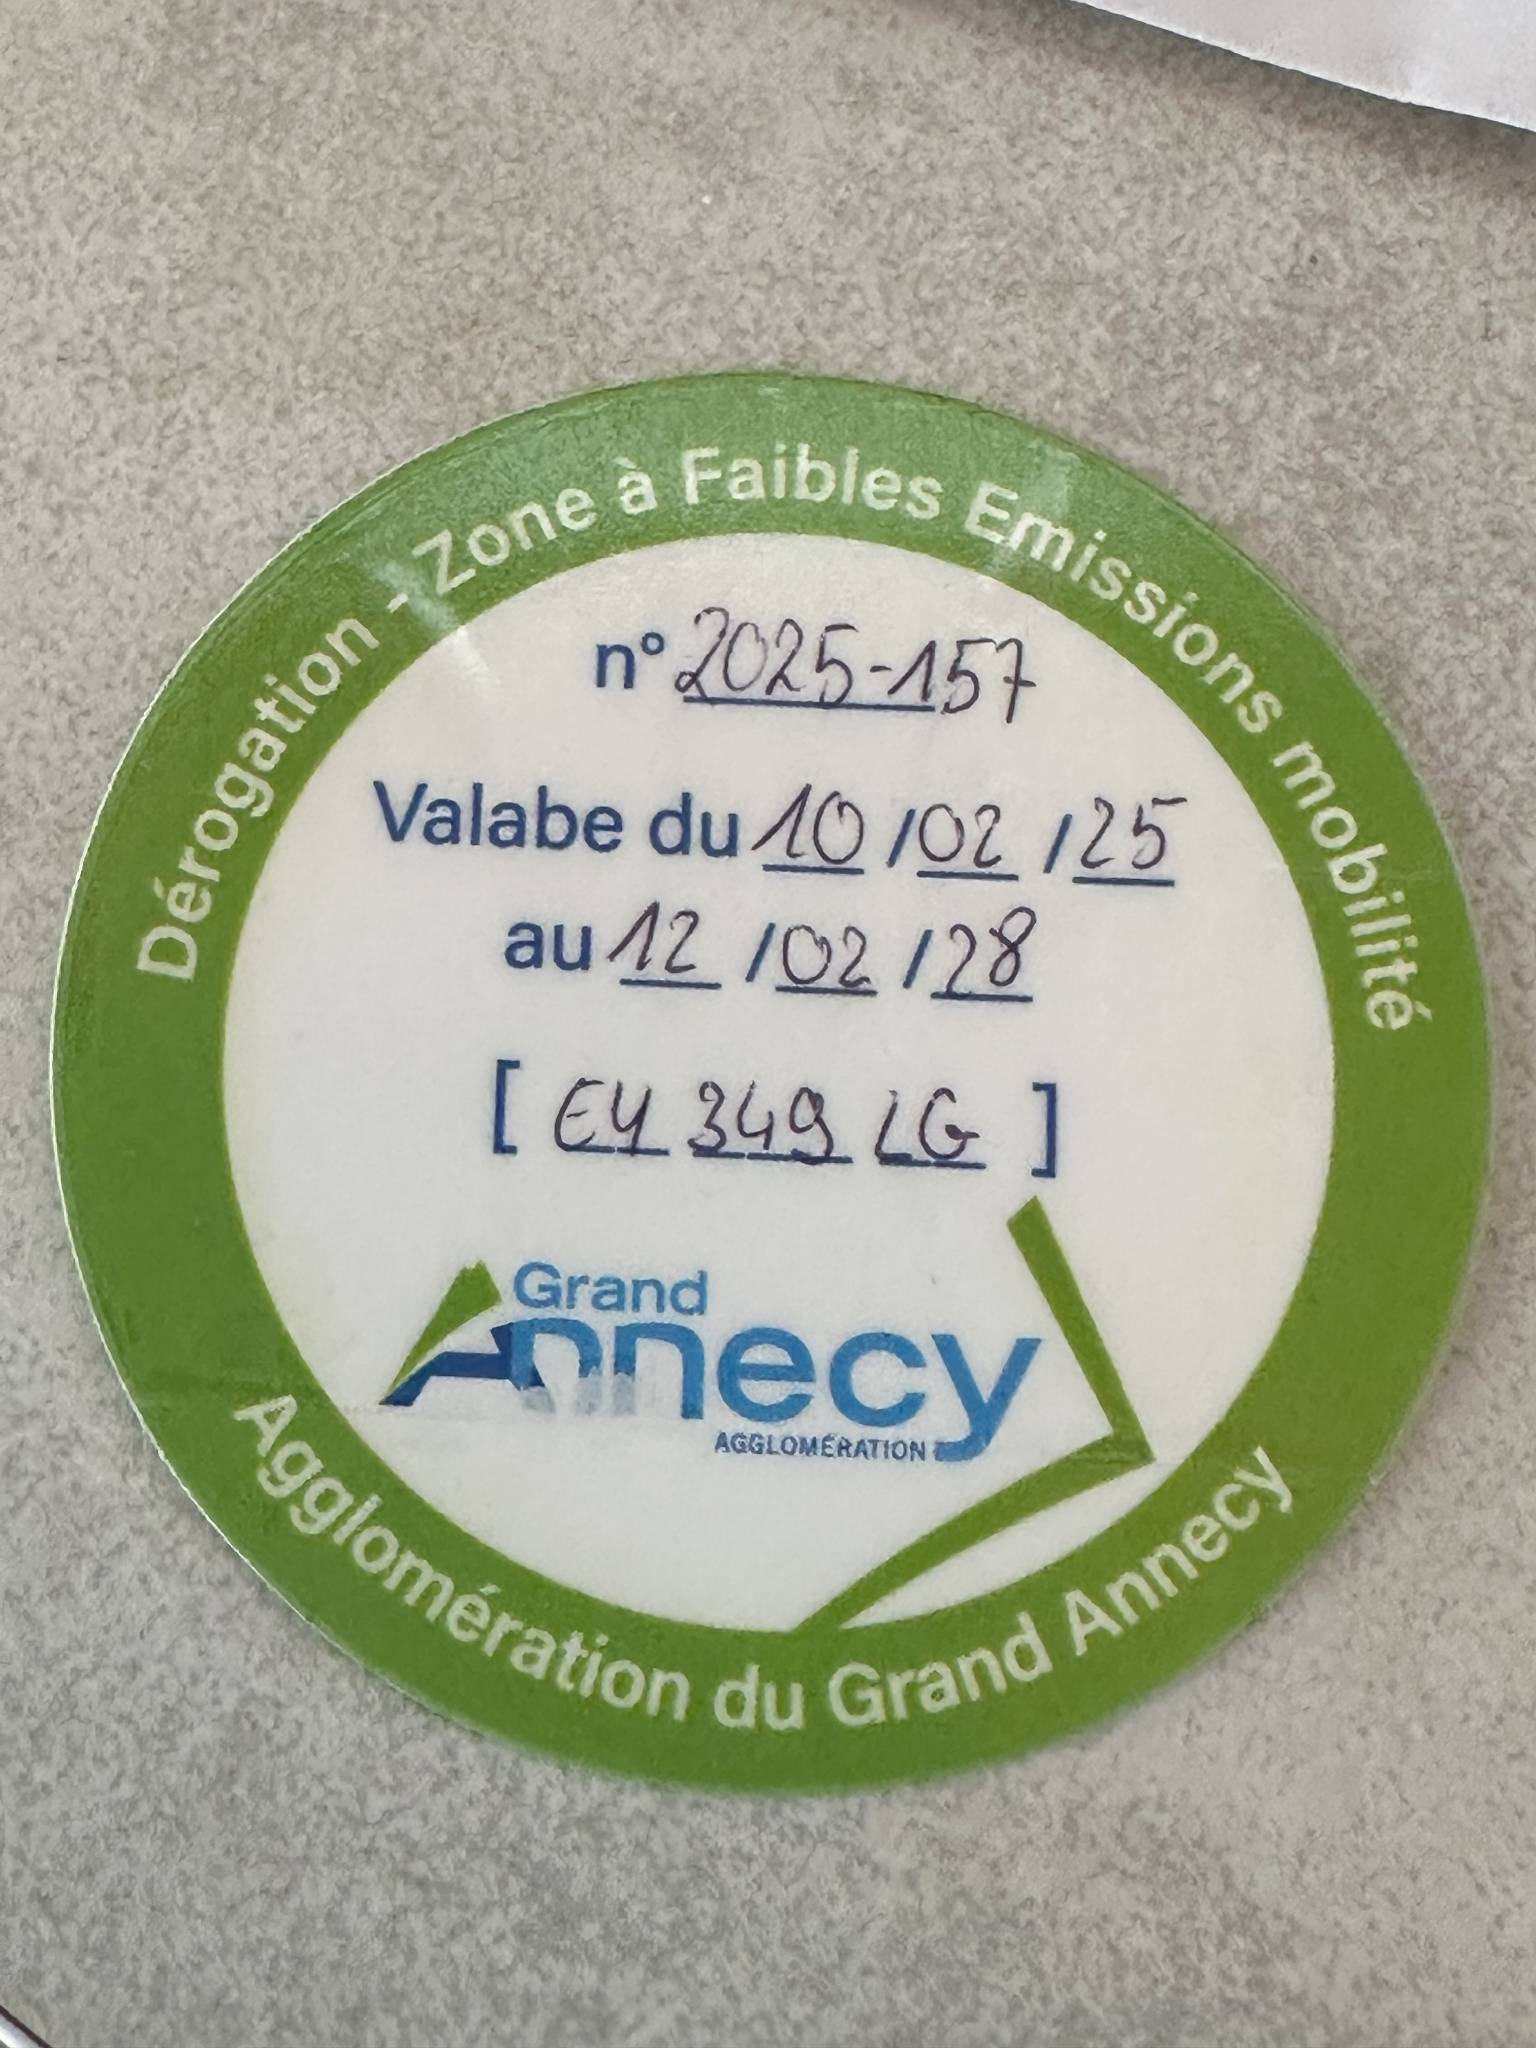 Dérogation - Zone à Faibles Emissions mobilité
n° 2025-157
Valabe du 10/02/25
au 12/02/28
[ EY 349 LG ]
Grand
Annecy
AGGLOMÉRATION
Agglomération du Grand Annecy